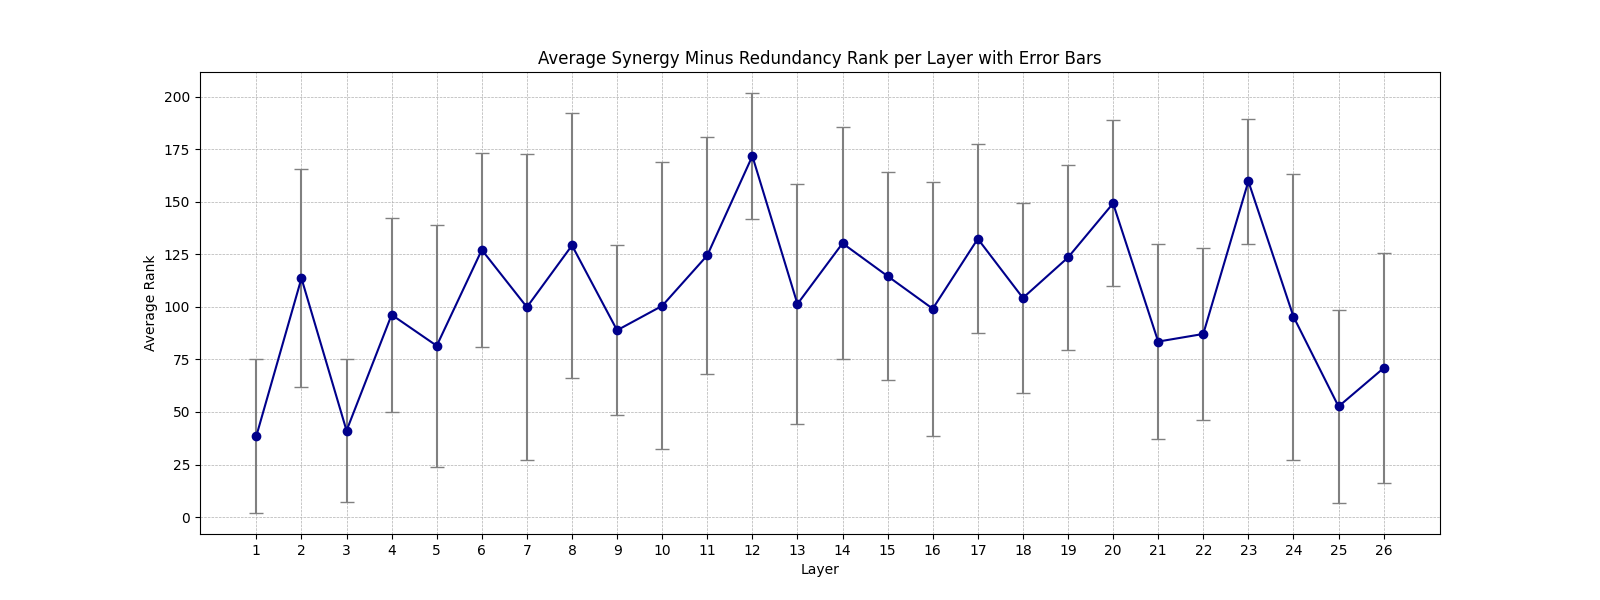 Average Synergy Minus Redundancy Rank per Layer with Error Bars
Average Rank
200
175
150
125
100
75
50
25
0
1 2 3 4 5 6 7 8 9 10 11 12 13 14 15 16 17 18 19 20 21 22 23 24 25 26
Layer